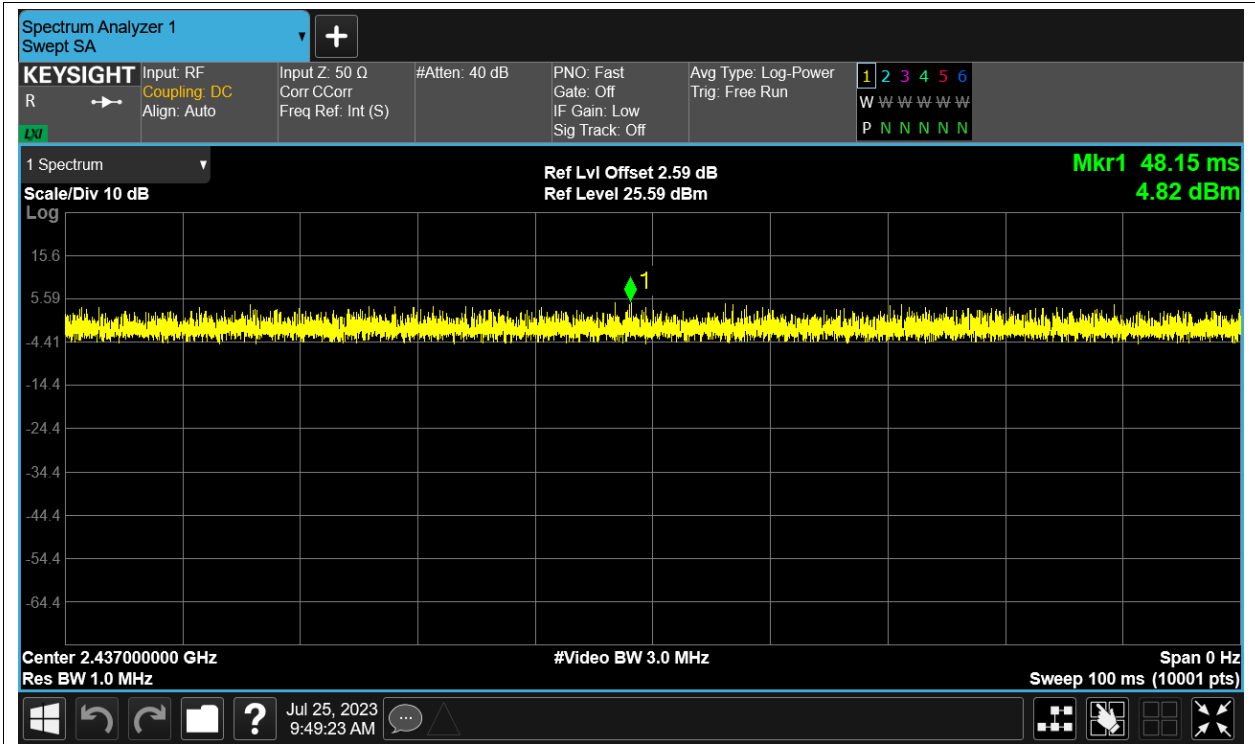 Spectrum Analyzer 1
Swept SA
KEYSIGHT
R
LXI
Input: RF
Coupling: DC
Align: Auto
Input Z: 50 Ω
Corr CCorr
Freq Ref: Int (S)
#Atten: 40 dB
PNO: Fast
Gate: Off
IF Gain: Low
Sig Track: Off
Avg Type: Log-Power
Trig: Free Run
1 2 3 4 5 6
W W W W W W
P N N N N N
1 Spectrum
Scale/Div 10 dB
Ref Lvl Offset 2.59 dB
Ref Level 25.59 dBm
Mkr1 48.15 ms
4.82 dBm
Log
15.6
5.59
-4.41
-14.4
-24.4
-34.4
-44.4
-54.4
-64.4
1
Center 2.437000000 GHz
Res BW 1.0 MHz
#Video BW 3.0 MHz
Span 0 Hz
Sweep 100 ms (10001 pts)
?
Jul 25, 2023
9:49:23 AM